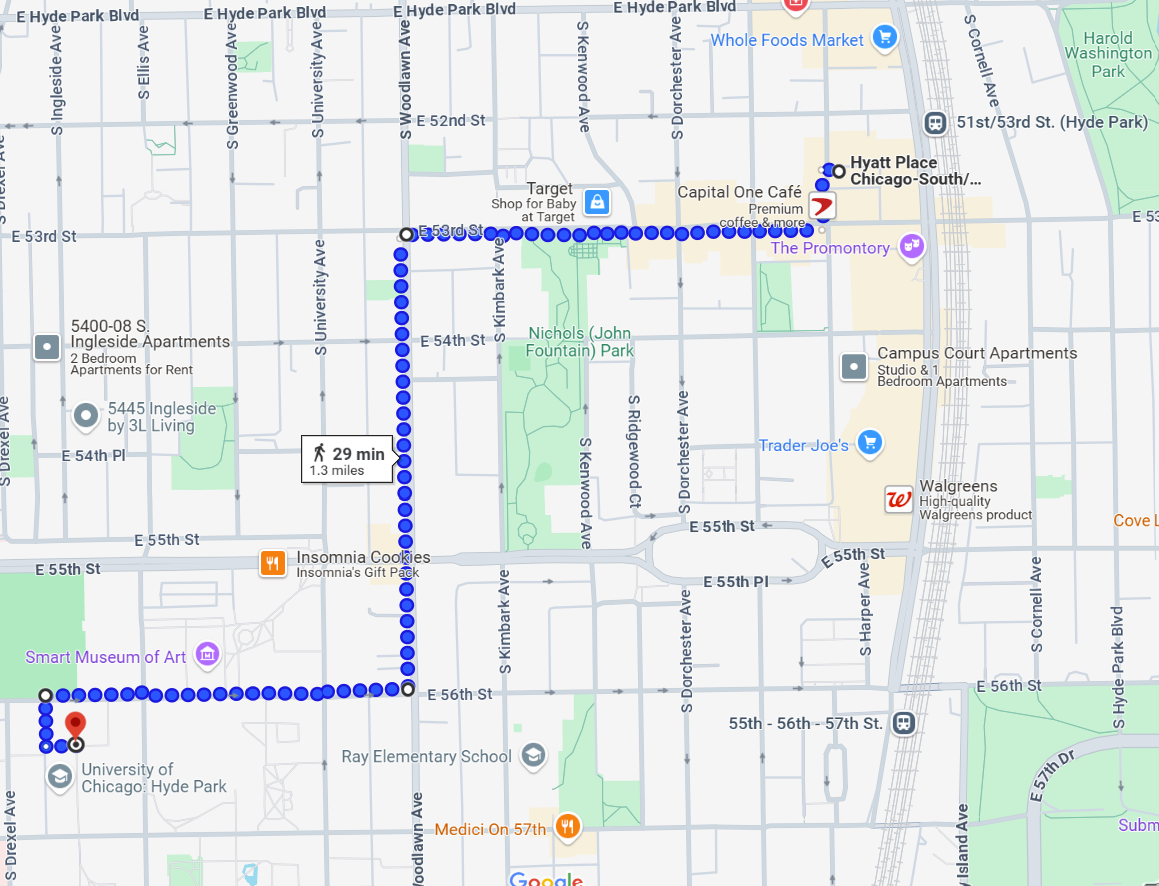 E Hyde Park Blvd
E Hyde Park Blvd
E Hyde Park Blvd
E Hyde Park Blvd
S Ingleside Ave
S Ellis Ave
S Greenwood Ave
S University Ave
S Woodlawn Ave
S Kenwood Ave
S Dorchester Ave
Whole Foods Market
S Cornell Ave
Harold
Washington
Park
E 52nd St
51st/53rd St. (Hyde Park)
S Drexel Ave
Hyatt Place
Chicago-South/...
Target
Shop for Baby
at Target
Capital One Café
Premium
coffee & more
E 53rd St
E 53rd St
E 53
The Promontory
S University Ave
S Kimbark Ave
5400-08 S.
Ingleside Apartments
2 Bedroom
Apartments for Rent
E 54th St
Nichols (John
Fountain) Park
Campus Court Apartments
Studio & 1
Bedroom Apartments
5445 Ingleside
by 3L Living
S Drexel Ave
S Ridgewood Ct
S Dorchester Ave
S Kenwood Ave
Trader Joe's
E 54th Pl
29 min
1.3 miles
Walgreens
High-quality
Walgreens product
Cove L
E 55th St
E 55th St
E 55th St
E 55th St
E 55th Pl
Insomnia Cookies
Insomnia's Gift Pack
S Kimbark Ave
S Dorchester Ave
S Harper Ave
S Cornell Ave
S Hyde Park Blvd
Smart Museum of Art
E 56th St
E 56th St
55th - 56th - 57th St.
Ray Elementary School
University of
Chicago: Hyde Park
E 57th Dr
S Drexel Ave
Woodlawn Ave
Medici On 57th
y Island Ave
Subm
Google